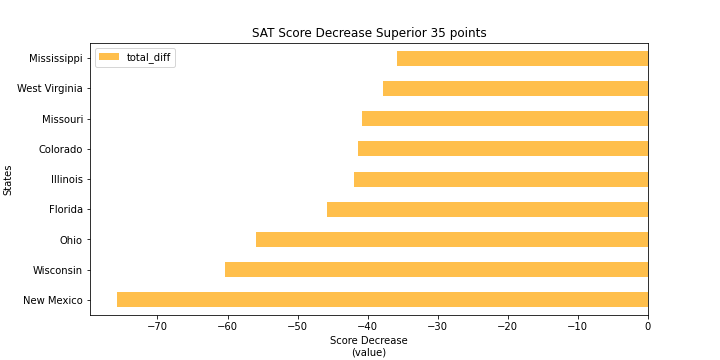 SAT Score Decrease Superior 35 points
total_diff
States
Mississippi
West Virginia
Missouri
Colorado
Illinois
Florida
Ohio
Wisconsin
New Mexico
−70 −60 −50 −40 −30 −20 −10 0
Score Decrease
(value)